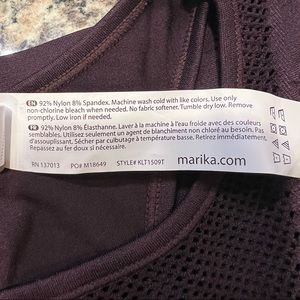 EN 92% Nylon 8% Spandex. Machine wash cold with like colors. Use only
non-chlorine bleach when needed. No fabric softener. Tumble dry low. Remove
promptly. Low iron if needed.
FR 92% Nylon 8% Élasthanne. Laver à la machine à l'eau froide avec des couleurs
semblables. Utilisez seulement un agent de blanchiment non chloré au besoin. Pas
d'assouplissant. Sécher par culbutage à température basse. Retirez immédiatement.
Repassez au fer doux si nécessaire.
RN 137013 PO# M18649 STYLE# KLT1509T marika.com